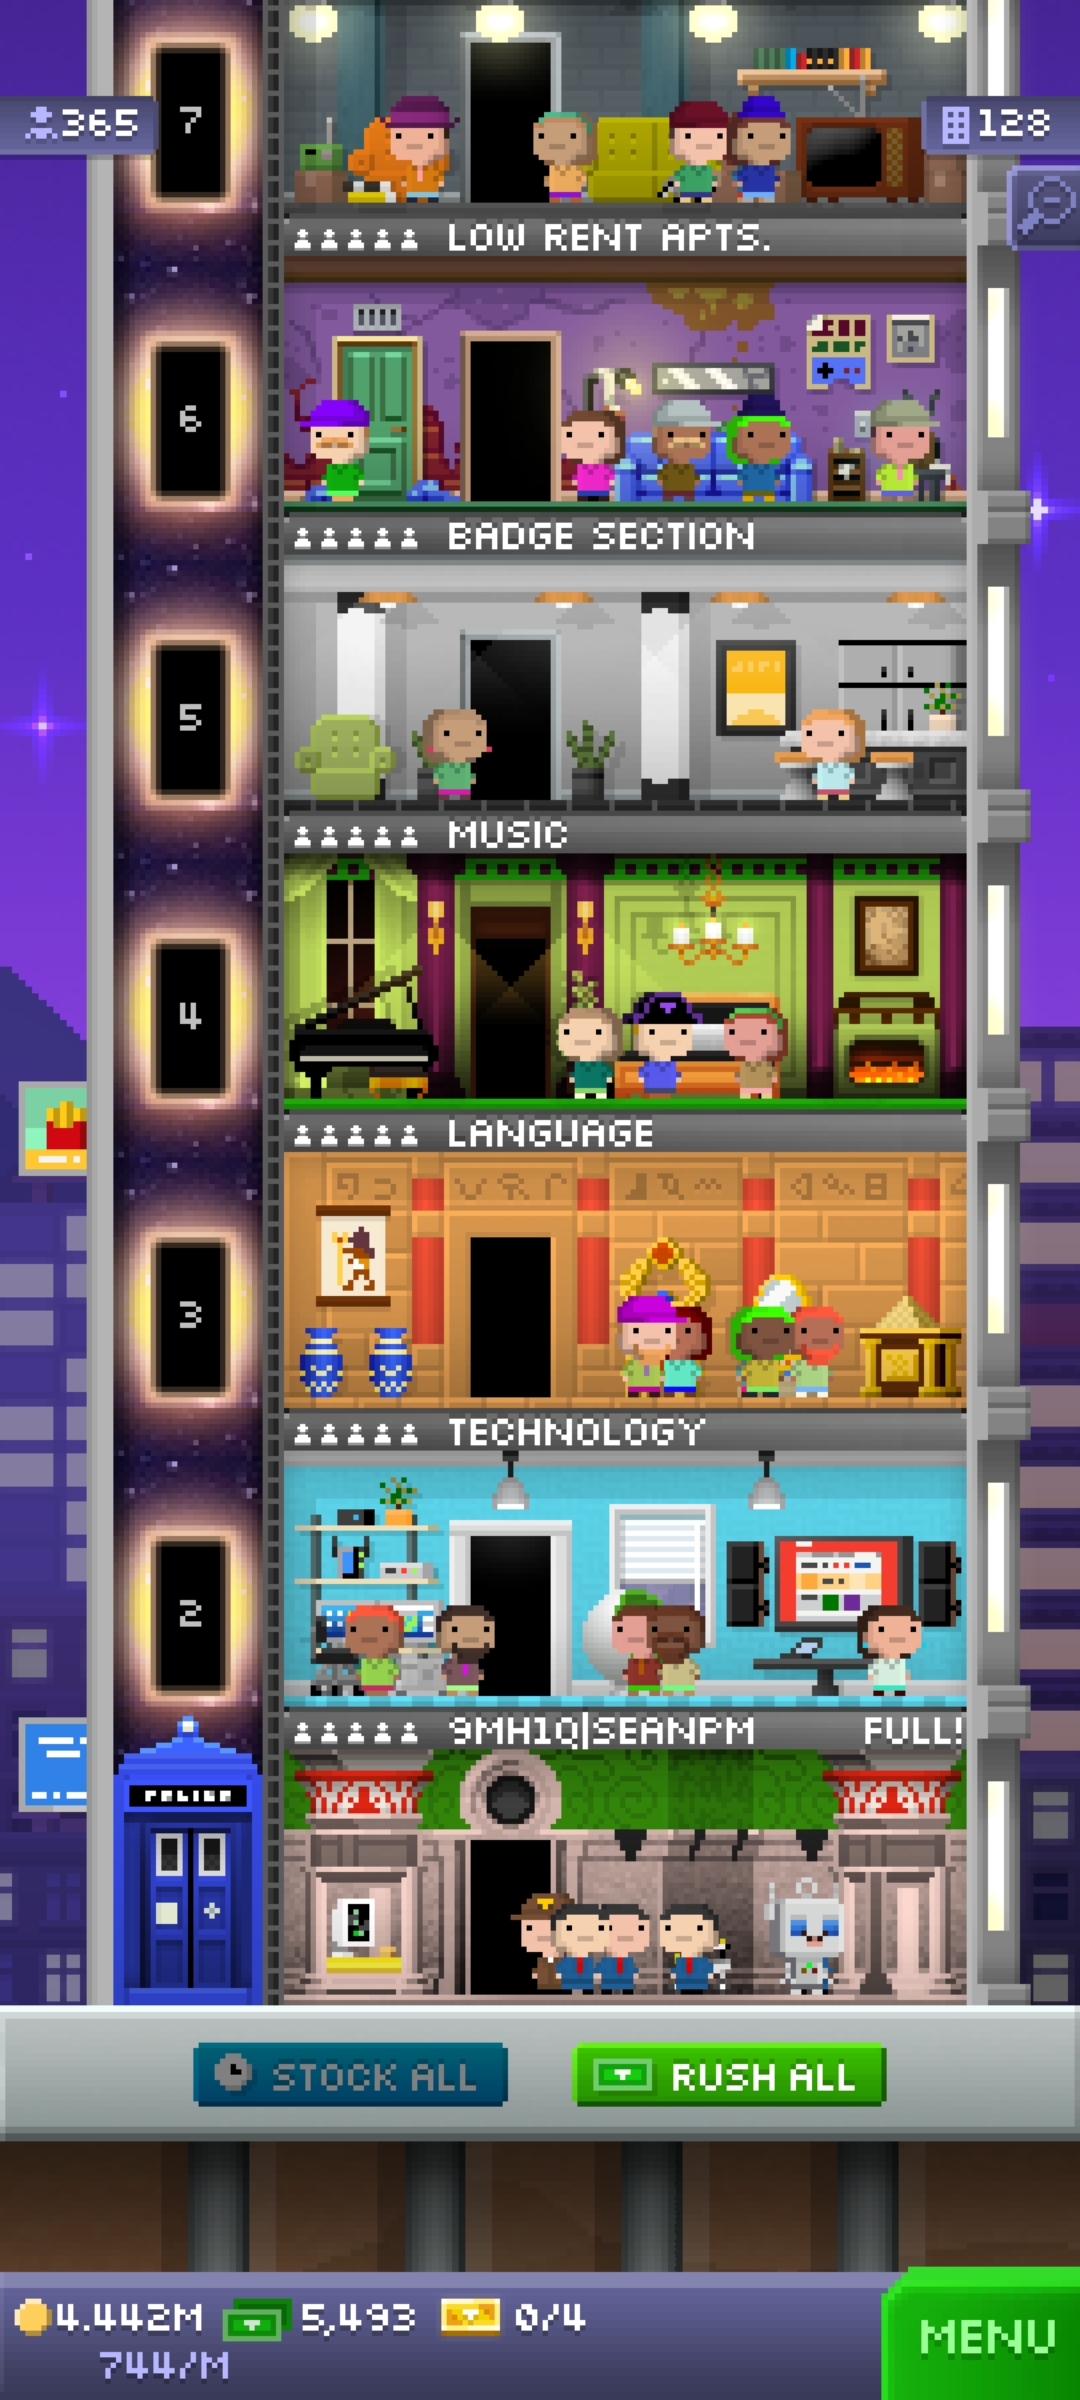 7
365
128
LOW RENT APTS.
6
BADGE SECTION
5
MUSIC
4
LANGUAGE
3
TECHNOLOGY
2
9MH1Q|SEANPM FULL!
POLICE
STOCK ALL
RUSH ALL
4.442M 5,493 0/4
744/M
MENU